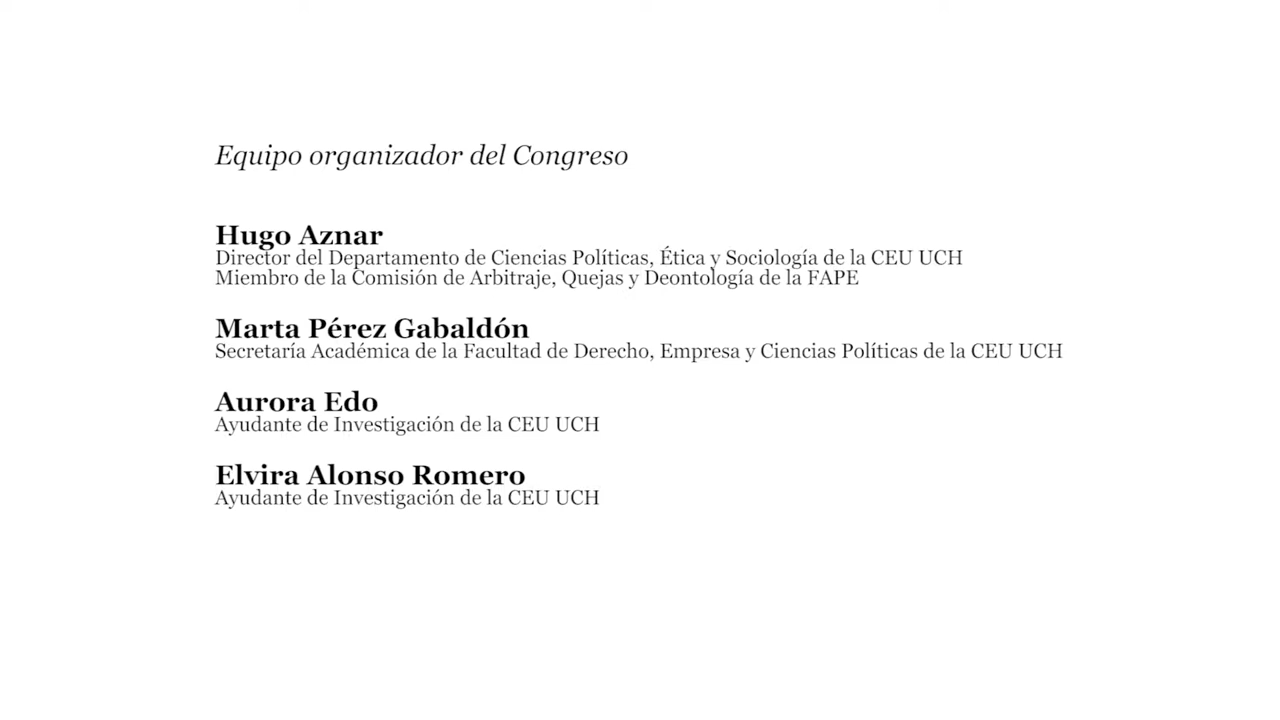 Equipo organizador del Congreso
Hugo Aznar
Director del Departamento de Ciencias Políticas, Ética y Sociología de la CEU UCH
Miembro de la Comisión de Arbitraje, Quejas y Deontología de la FAPE
Marta Pérez Gabaldón
Secretaría Académica de la Facultad de Derecho, Empresa y Ciencias Políticas de la CEU UCH
Aurora Edo
Ayudante de Investigación de la CEU UCH
Elvira Alonso Romero
Ayudante de Investigación de la CEU UCH